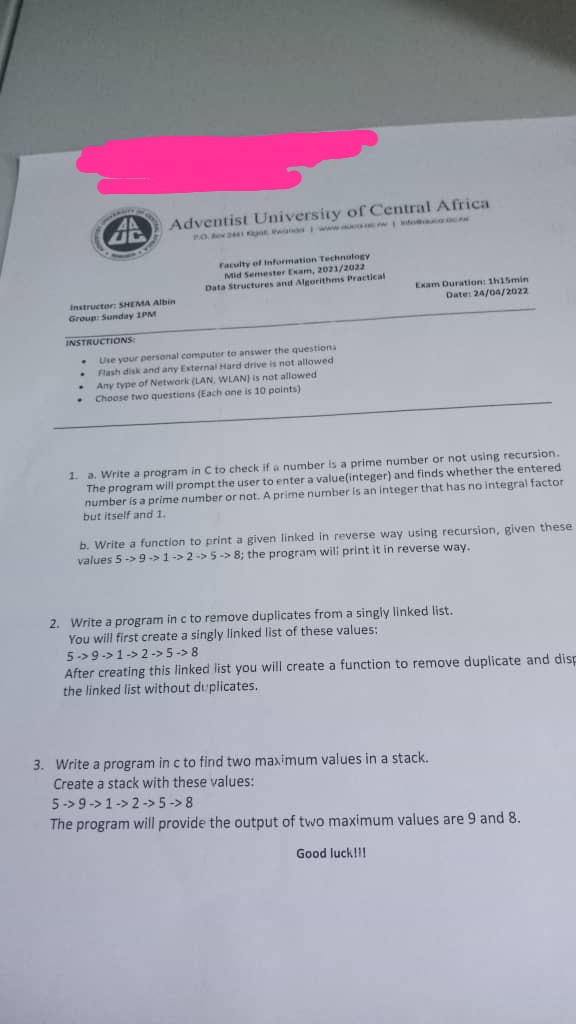 Adventist University of Central Africa
P.O. Box 2461 Kigali, Rwanda | www.auca.ac.rw | info@auca.ac.rw
Faculty of Information Technology
Mid Semester Exam, 2021/2022
Data Structures and Algorithms Practical
Instructor: SHEMA Albin
Group: Sunday 1PM
Exam Duration: 1h15min
Date: 24/04/2022
INSTRUCTIONS:
• Use your personal computer to answer the questions
• Flash disk and any External Hard drive is not allowed
• Any type of Network (LAN, WLAN) is not allowed
• Choose two questions (Each one is 10 points)
1. a. Write a program in C to check if a number is a prime number or not using recursion.
The program will prompt the user to enter a value(integer) and finds whether the entered
number is a prime number or not. A prime number is an integer that has no integral factor
but itself and 1.
b. Write a function to print a given linked in reverse way using recursion, given these
values 5 -> 9 -> 1 -> 2 -> 5 -> 8; the program will print it in reverse way.
2. Write a program in c to remove duplicates from a singly linked list.
You will first create a singly linked list of these values:
5 -> 9 -> 1 -> 2 -> 5 -> 8
After creating this linked list you will create a function to remove duplicate and disp
the linked list without duplicates.
3. Write a program in c to find two maximum values in a stack.
Create a stack with these values:
5 -> 9 -> 1 -> 2 -> 5 -> 8
The program will provide the output of two maximum values are 9 and 8.
Good luck!!!